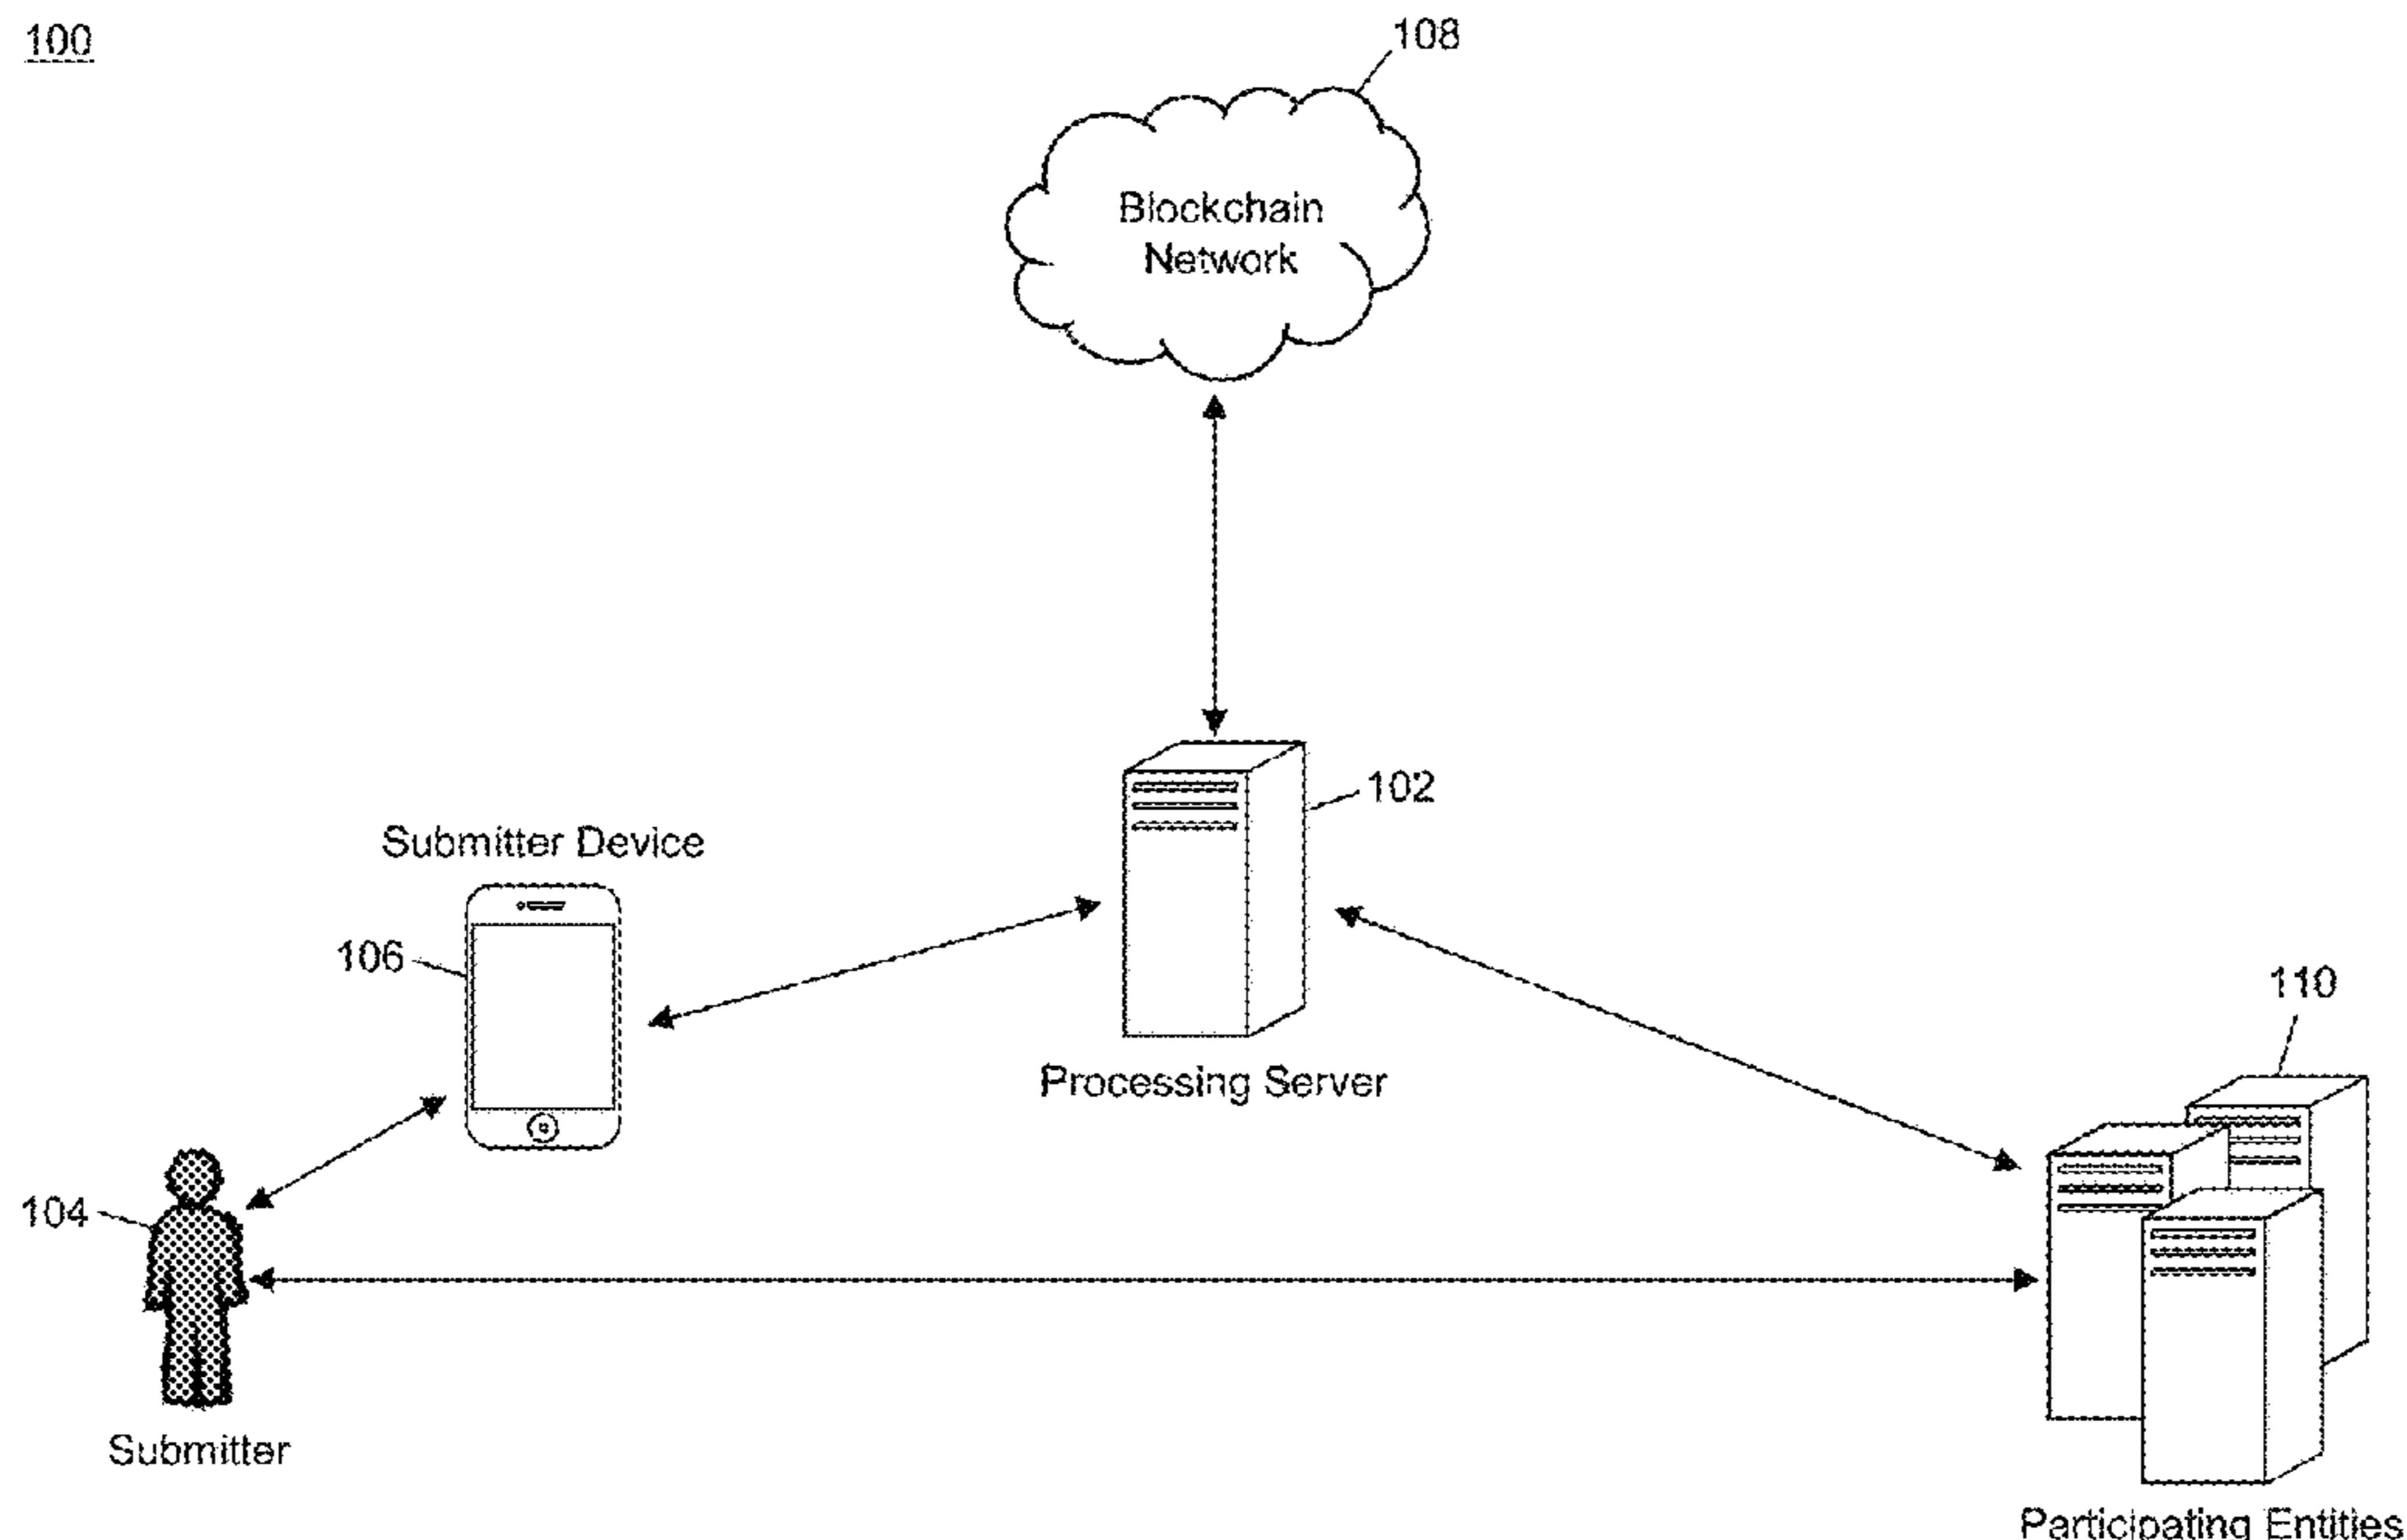 100
108
Blockchain
Network
102
Submitter Device
106
110
Processing Server
104
Submitter
Participating Entities